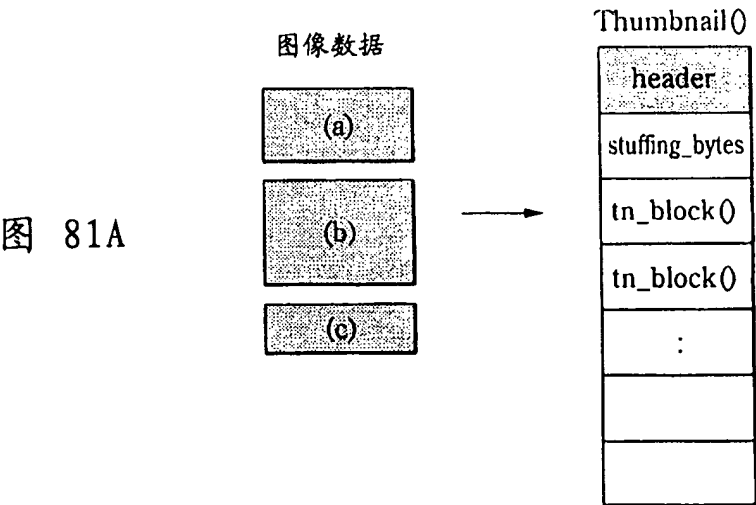 图 81A
图像数据
(a)
(b)
(c)
Thumbnail()
header
stuffing_bytes
tn_block()
tn_block()
: